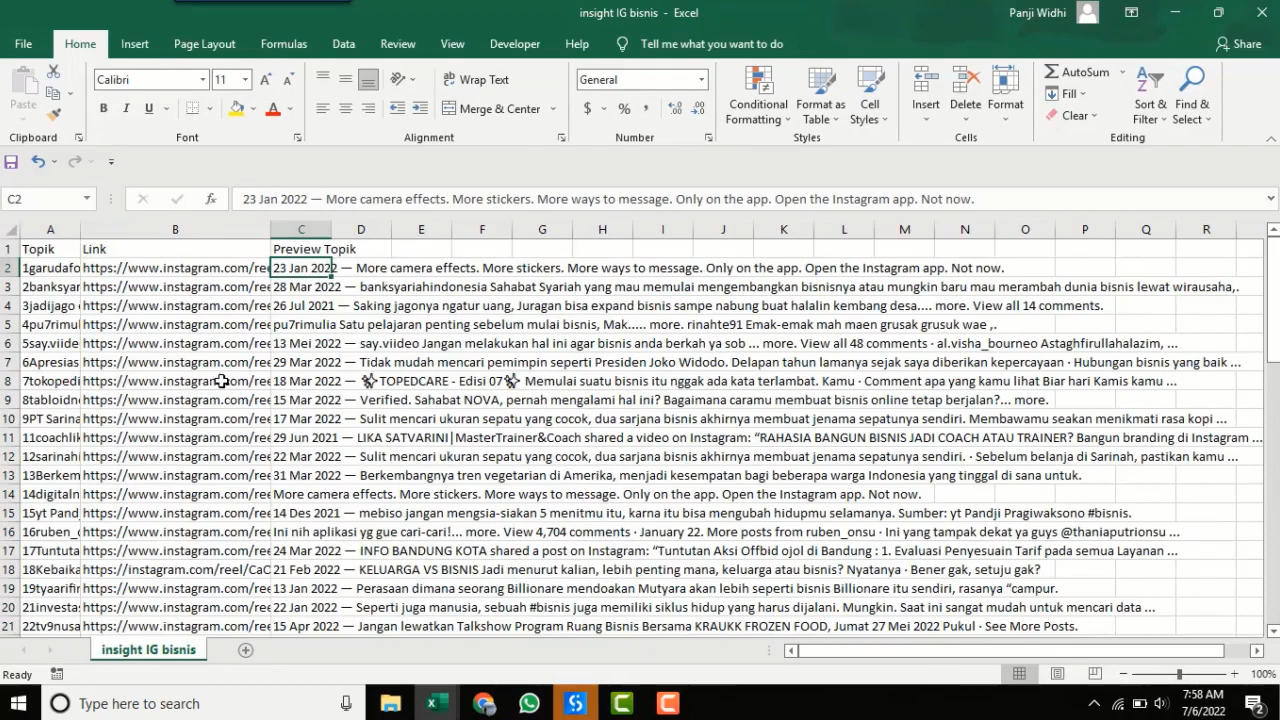 insight IG bisnis - Excel
Panji Widhi
File Home Insert Page Layout Formulas Data Review View Developer Help Tell me what you want to do Share
Calibri 11 Wrap Text General Conditional Formatting Format as Table Cell Styles Insert Delete Format AutoSum Sort & Filter Find & Select
Paste B I U A Merge & Center $ % Fill Clear
Clipboard Font Alignment Number Styles Cells Editing
C2 fx 23 Jan 2022 — More camera effects. More stickers. More ways to message. Only on the app. Open the Instagram app. Not now.
A B C D E F G H I J K L M N O P Q R
1 Topik Link Preview Topik
2 1garudafo https://www.instagram.com/ree 23 Jan 2022 — More camera effects. More stickers. More ways to message. Only on the app. Open the Instagram app. Not now.
3 2banksyar https://www.instagram.com/ree 28 Mar 2022 — banksyariahindonesia Sahabat Syariah yang mau melalui mengembangkan bisnisnya atau mungkin baru mau merambah dunia bisnis lewat wirausaha,.
4 3jadijago https://www.instagram.com/ree 26 Jul 2021 — Saking jagonya ngatur uang, Juragan bisa expand bisnis sampe nabung buat halalin kembang desa.... more. View all 14 comments.
5 4pu7rimul https://www.instagram.com/ree pu7rimulia Satu pelajaran penting sebelum mulai bisnis, Mak..... more. rinahte91 Emak-emak mah maen grusak grusuk wae ,.
6 5say.viide https://www.instagram.com/ree 13 Mei 2022 — say.viideo Jangan melakukan hal ini agar bisnis anda berkah ya sob ... more. View all 48 comments · al.visha_bourneo Astaghfirullahalazim, ...
7 6Apresias https://www.instagram.com/ree 29 Mar 2022 — Tidak mudah mencari pemimpin seperti Presiden Joko Widodo. Delapan tahun lamanya sejak saya diberikan kepercayaan · Hubungan bisnis yang baik ...
8 7tokopedi https://www.instagram.com/ree 18 Mar 2022 — TOPEDCARE - Edisi 07 Memulai suatu bisnis itu nggak ada kata terlambat. Kamu · Comment apa yang kamu lihat Biar hari Kamis kamu ...
9 8tabloidn https://www.instagram.com/ree 15 Mar 2022 — Verified. Sahabat NOVA, pernah mengalami hal ini? Bagaimana caramu membuat bisnis online tetap berjalan?... more.
10 9PT Sarina https://www.instagram.com/ree 17 Mar 2022 — Sulit mencari ukuran sepatu yang cocok, dua sarjana bisnis akhirnya membuat jenama sepatunya sendiri. Membawamu seakan menikmati rasa kopi ...
11 11coachlik https://www.instagram.com/ree 29 Jun 2021 — LIKA SATVARINI|MasterTrainer&Coach shared a video on Instagram: “RAHASIA BANGUN BISNIS JADI COACH ATAU TRAINER? Bangun branding di Instagram ...
12 12sarinahi https://www.instagram.com/ree 22 Mar 2022 — Sulit mencari ukuran sepatu yang cocok, dua sarjana bisnis akhirnya membuat jenama sepatunya sendiri. · Sebelum belanja di Sarinah, pastikan kamu ...
13 13Berkem https://www.instagram.com/ree 31 Mar 2022 — Berkembangnya tren vegetarian di Amerika, menjadi kesempatan bagi beberapa warga Indonesia yang tinggal di sana untuk.
14 14digitaln https://www.instagram.com/ree More camera effects. More stickers. More ways to message. Only on the app. Open the Instagram app. Not now.
15 15yt Pand https://www.instagram.com/ree 14 Des 2021 — mebiso jangan mengsia-siakan 5 menitmu itu, karna itu bisa mengubah hidupmu selamanya. Sumber: yt Pandji Pragiwaksono #bisnis.
16 16ruben_o https://www.instagram.com/ree Ini nih aplikasi yg gue cari-cari!... more. View 4,704 comments · January 22. More posts from ruben_onsu · Ini yang tampak dekat ya guys @thaniaputrionsu ...
17 17Tuntuta https://www.instagram.com/ree 24 Mar 2022 — INFO BANDUNG KOTA shared a post on Instagram: “Tuntutan Aksi Offbid ojol di Bandung : 1. Evaluasi Penyesuain Tarif pada semua Layanan ...
18 18Kebaika https://instagram.com/reel/CaC 21 Feb 2022 — KELUARGA VS BISNIS Jadi menurut kalian, lebih penting mana, keluarga atau bisnis? Nyatanya · Bener gak, setuju gak?
19 19tyaarifin https://www.instagram.com/ree 13 Jan 2022 — Perasaan dimana seorang Billionare mendoakan Mutyara akan lebih seperti bisnis Billionare itu sendiri, rasanya “campur.
20 21investas https://www.instagram.com/ree 22 Jan 2022 — Seperti juga manusia, sebuah #bisnis juga memiliki siklus hidup yang harus dijalani. Mungkin. Saat ini sangat mudah untuk mencari data ...
21 22tv9nusa https://www.instagram.com/ree 15 Apr 2022 — Jangan lewatkan Talkshow Program Ruang Bisnis Bersama KRAUKK FROZEN FOOD, Jumat 27 Mei 2022 Pukul · See More Posts.
insight IG bisnis
Ready 100%
Type here to search
7:58 AM
7/6/2022
2